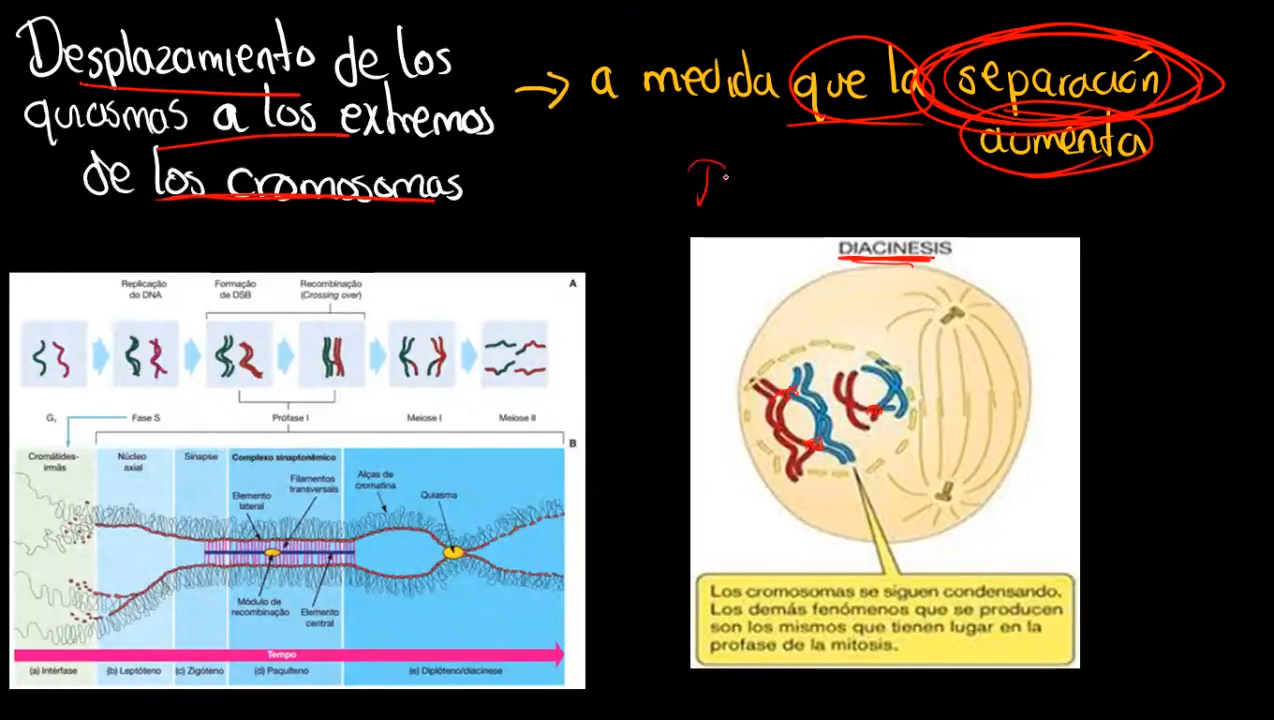 Desplazamiento de los
quiasmas a los extremos
de los cromosomas
→ a medida que la separación
aumenta
Replicação
do DNA
Formação
de DSB
Recombinação
(Crossing over)
A
G₁
Fase S
Prófase I
Meiose I
Meiose II
B
Cromátides-
irmãs
Núcleo
axial
Sinapse
Complexo sinaptonêmico
Elemento
lateral
Filamentos
transversais
Alças de
cromatina
Quiasma
Módulo de
recombinação
Elemento
central
Tempo
(a) Intérfase
(b) Leptóteno
(c) Zigóteno
(d) Paquíteno
(e) Diplóteno/diacinese
DIACINESIS
Los cromosomas se siguen condensando.
Los demás fenómenos que se producen
son los mismos que tienen lugar en la
profase de la mitosis.